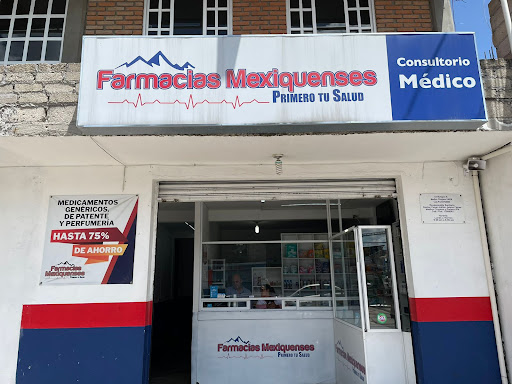 Farmacias Mexiquenses
PRIMERO TU SALUD
Consultorio
Médico
MEDICAMENTOS
GENÉRICOS,
DE PATENTE
Y PERFUMERÍA
HASTA 75%
DE AHORRO
Farmacias
Mexiquenses
Farmacias Mexiquenses
PRIMERO TU SALUD